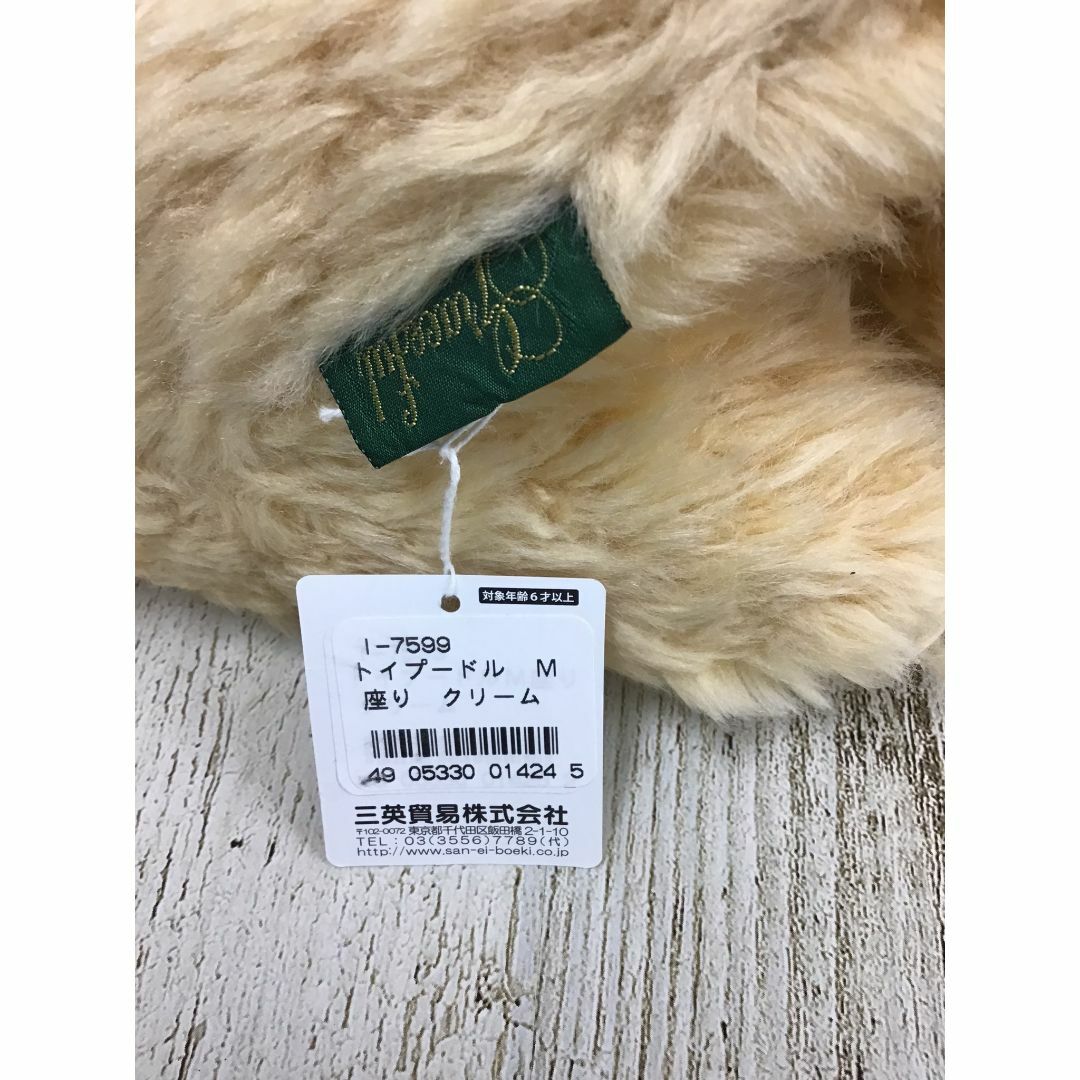 Graceful
対象年齢6才以上
I-7599
トイプードル M
座り クリーム
49 05330 01424 5
三英貿易株式会社
〒102-0072 東京都千代田区飯田橋2-1-10
TEL：03(3556)7789(代)
http://www.san-ei-boeki.co.jp